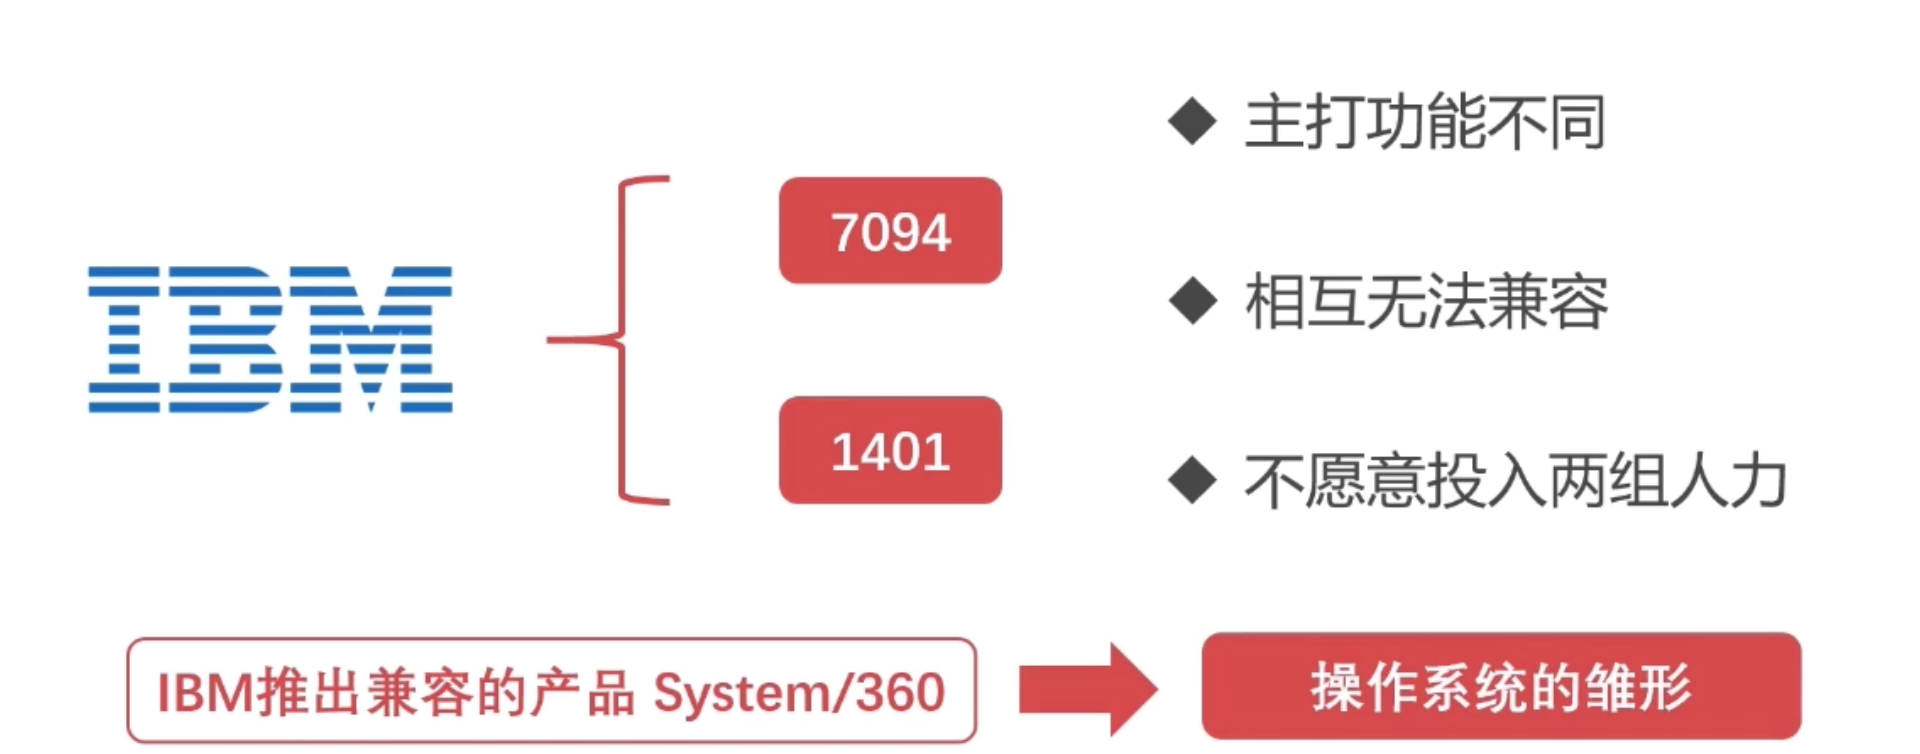 主打功能不同
7094
IBM
相互无法兼容
1401
不愿意投入两组人力
IBM推出兼容的产品 System/360
操作系统的雏形